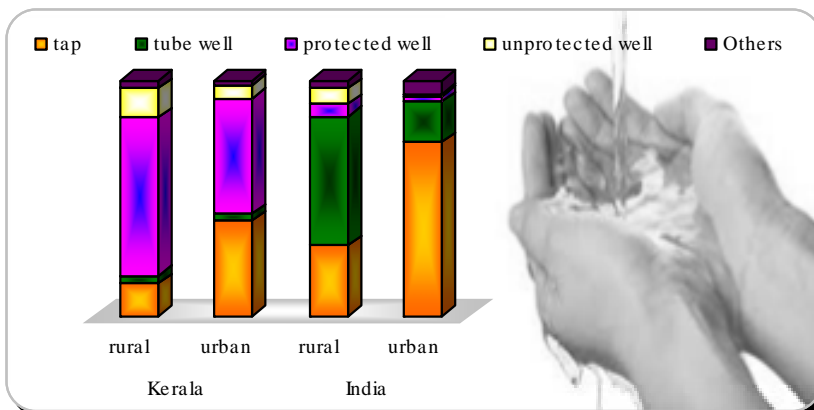 tap tube well protected well unprotected well Others
rural urban rural urban
Kerala India